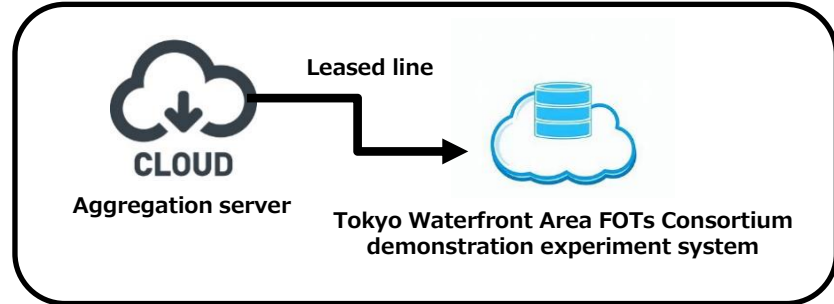 Leased line
CLOUD
Aggregation server
Tokyo Waterfront Area FOTs Consortium
demonstration experiment system